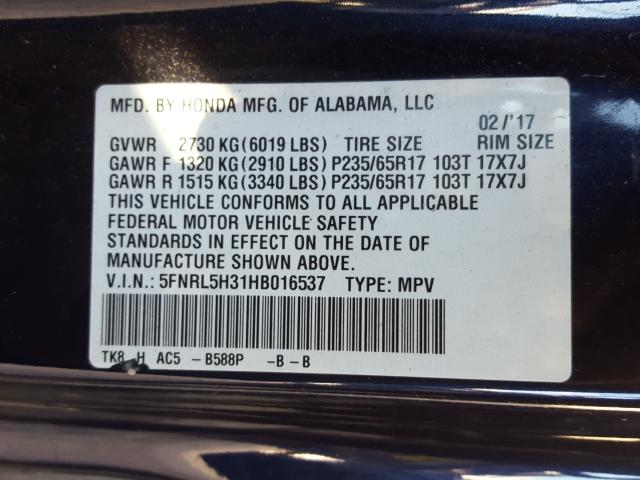 MFD. BY HONDA MFG. OF ALABAMA, LLC
02/'17
GVWR 2730 KG (6019 LBS) TIRE SIZE RIM SIZE
GAWR F 1320 KG (2910 LBS) P235/65R17 103T 17X7J
GAWR R 1515 KG (3340 LBS) P235/65R17 103T 17X7J
THIS VEHICLE CONFORMS TO ALL APPLICABLE
FEDERAL MOTOR VEHICLE SAFETY
STANDARDS IN EFFECT ON THE DATE OF
MANUFACTURE SHOWN ABOVE.
V.I.N.: 5FNRL5H31HB016537 TYPE: MPV
TK8 H AC5 - B588P -B-B